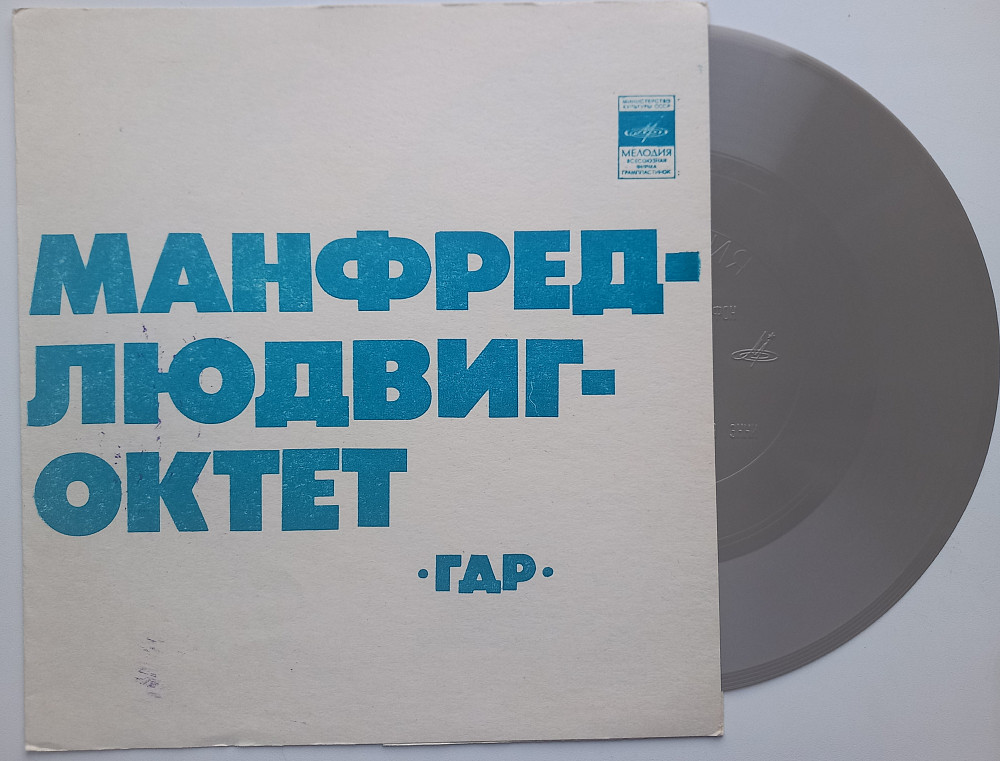 МИНИСТЕРСТВО
КУЛЬТУРЫ СССР
МЕЛОДИЯ
ВСЕСОЮЗНАЯ
ФИРМА
ГРАМПЛАСТИНОК
МАНФРЕД-
ЛЮДВИГ-
ОКТЕТ
·ГДР·